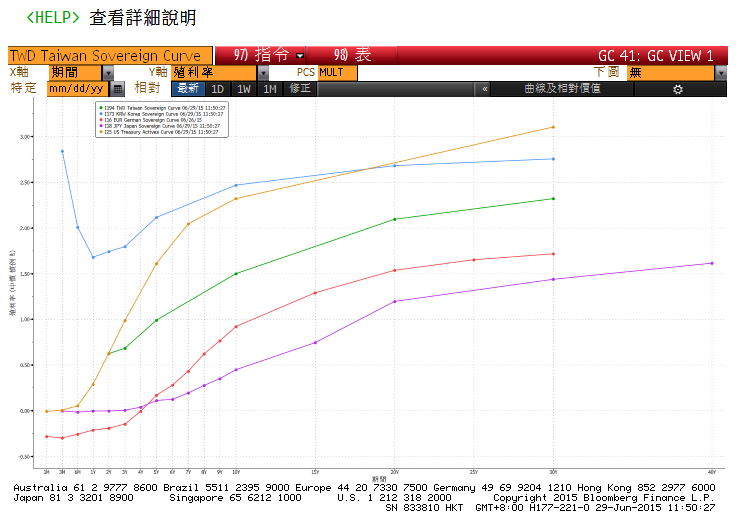 <HELP> 查看詳細說明
TWD Taiwan Sovereign Curve 97) 指令 98) 表 GC 41: GC VIEW 1
X軸 期間 Y軸 殖利率 PCS MULT 下圖 無
特定 mm/dd/yy 相對 最新 1D 1W 1M 修正 « 曲線及相對價值
I194 TWD Taiwan Sovereign Curve 06/29/15 11:50:27
I173 KRW Korea Sovereign Curve 06/29/15 11:50:27
I16 EUR German Sovereign Curve 06/26/15
I18 JPY Japan Sovereign Curve 06/29/15 11:50:27
I25 US Treasury Actives Curve 06/29/15 11:50:27
3.00
2.50
2.00
1.50
1.00
0.50
0.00
-0.50
1M 3M 6M 1Y 2Y 3Y 4Y 5Y 6Y 7Y 8Y 9Y 10Y 15Y 20Y 25Y 30Y 40Y
期間
Australia 61 2 9777 8600 Brazil 5511 2395 9000 Europe 44 20 7330 7500 Germany 49 69 9204 1210 Hong Kong 852 2977 6000
Japan 81 3 3201 8900 Singapore 65 6212 1000 U.S. 1 212 318 2000 Copyright 2015 Bloomberg Finance L.P.
SN 833810 HKT GMT+8:00 H177-221-0 29-Jun-2015 11:50:27